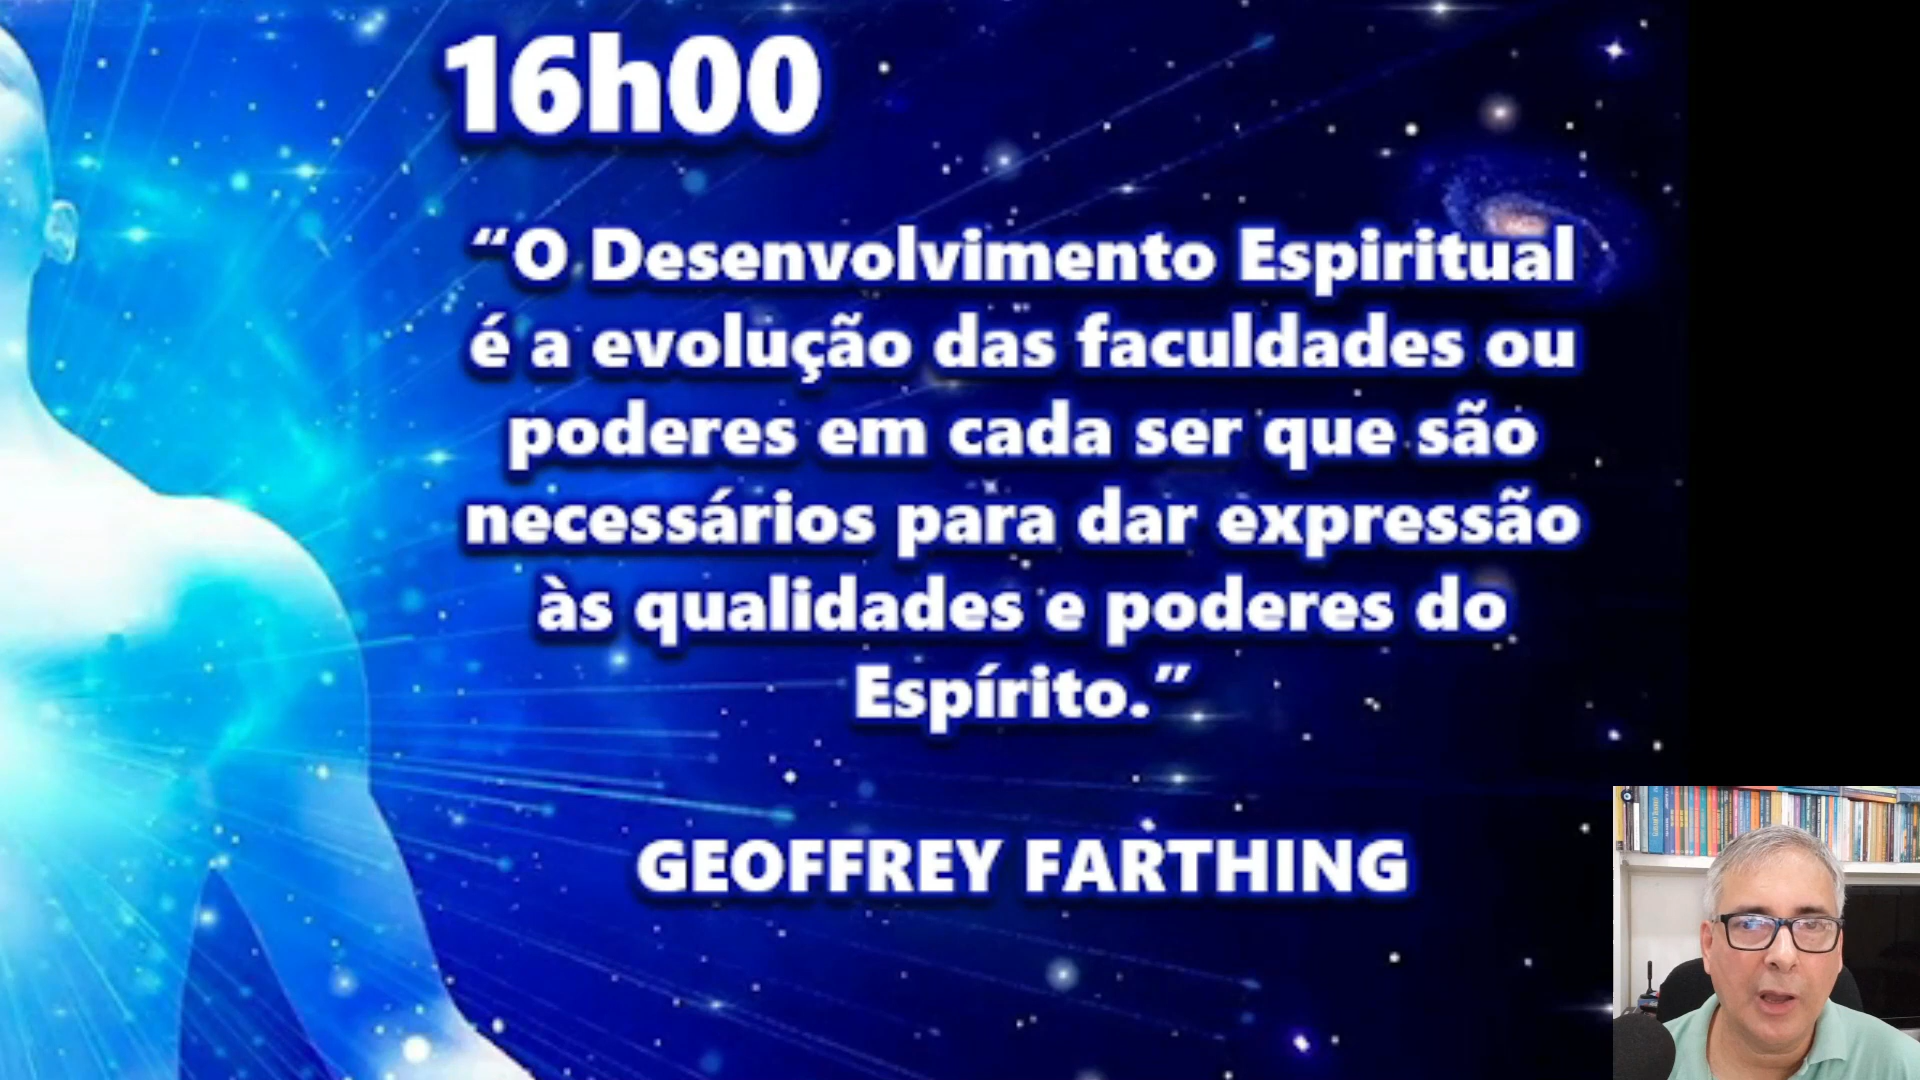 16h00
“O Desenvolvimento Espiritual
é a evolução das faculdades ou
poderes em cada ser que são
necessários para dar expressão
às qualidades e poderes do
Espírito.”
GEOFFREY FARTHING